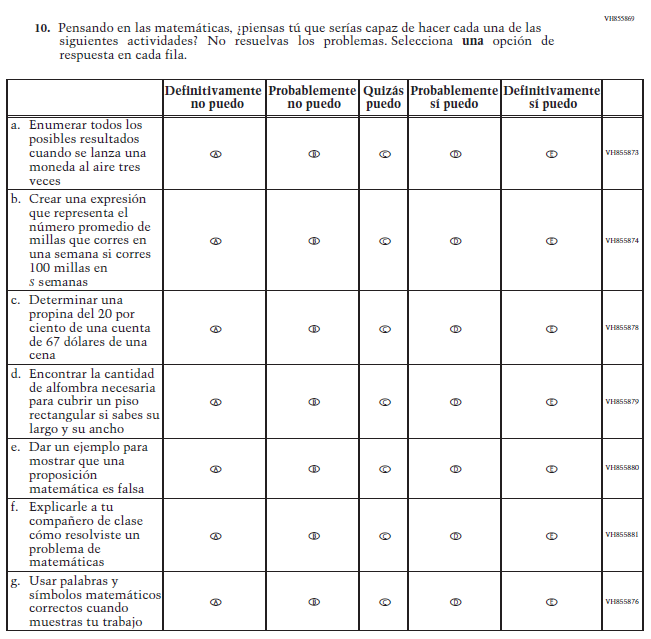 VH855869
10. Pensando en las matemáticas, ¿piensas tú que serías capaz de hacer cada una de las
siguientes actividades? No resuelvas los problemas. Selecciona una opción de
respuesta en cada fila.
Definitivamente no puedo Probablemente no puedo Quizás puedo Probablemente sí puedo Definitivamente sí puedo
a. Enumerar todos los
posibles resultados
cuando se lanza una
moneda al aire tres
veces
A B C D E VH855873
b. Crear una expresión
que representa el
número promedio de
millas que corres en
una semana si corres
100 millas en
s semanas
A B C D E VH855874
c. Determinar una
propina del 20 por
ciento de una cuenta
de 67 dólares de una
cena
A B C D E VH855878
d. Encontrar la cantidad
de alfombra necesaria
para cubrir un piso
rectangular si sabes su
largo y su ancho
A B C D E VH855879
e. Dar un ejemplo para
mostrar que una
proposición
matemática es falsa
A B C D E VH855880
f. Explicarle a tu
compañero de clase
cómo resolviste un
problema de
matemáticas
A B C D E VH855881
g. Usar palabras y
símbolos matemáticos
correctos cuando
muestras tu trabajo
A B C D E VH855876